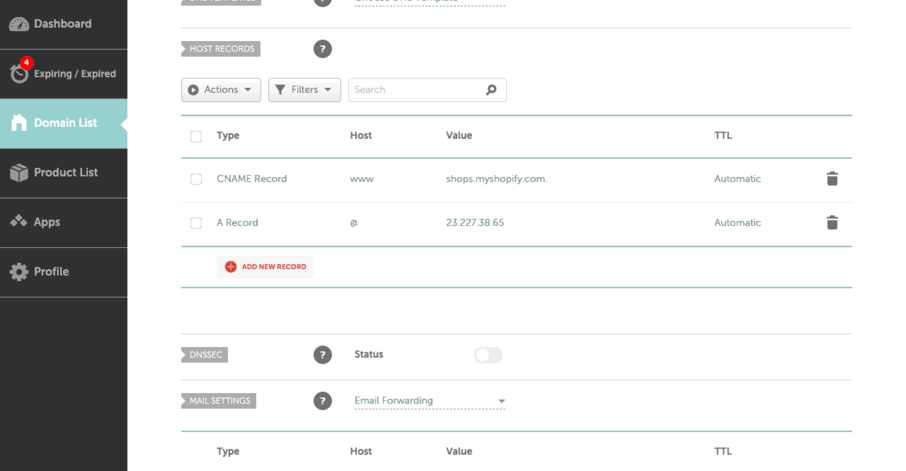 Dashboard
4
Expiring / Expired
Domain List
Product List
Apps
Profile
?
HOST RECORDS ?
Actions Filters Search
Type Host Value TTL
CNAME Record www shops.myshopify.com. Automatic
A Record @ 23.227.38.65 Automatic
ADD NEW RECORD
DNSSEC ? Status
MAIL SETTINGS ? Email Forwarding
Type Host Value TTL